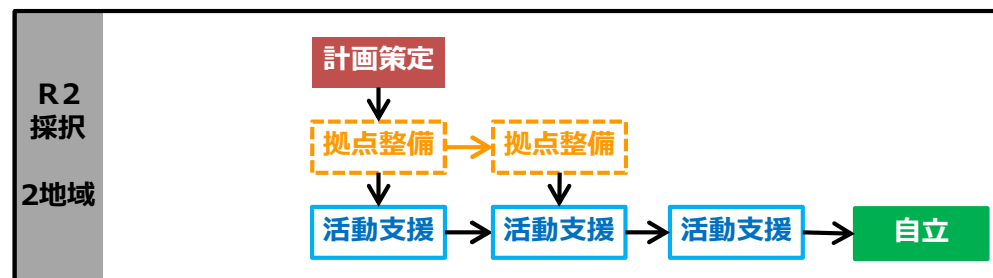 R2
採択
2地域
計画策定
拠点整備 拠点整備
活動支援 活動支援 活動支援 自立